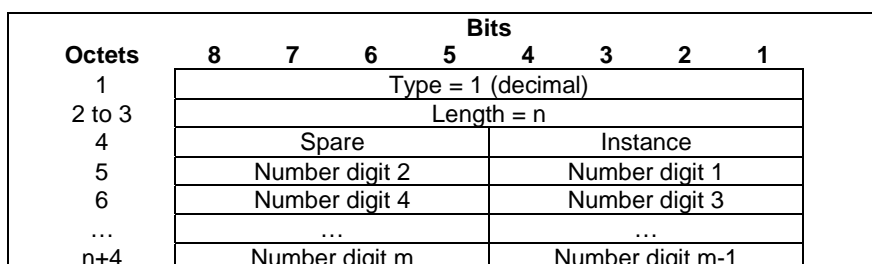 Bits
Octets 8 7 6 5 4 3 2 1
1 Type = 1 (decimal)
2 to 3 Length = n
4 Spare Instance
5 Number digit 2 Number digit 1
6 Number digit 4 Number digit 3
… … …
n+4 Number digit m Number digit m-1